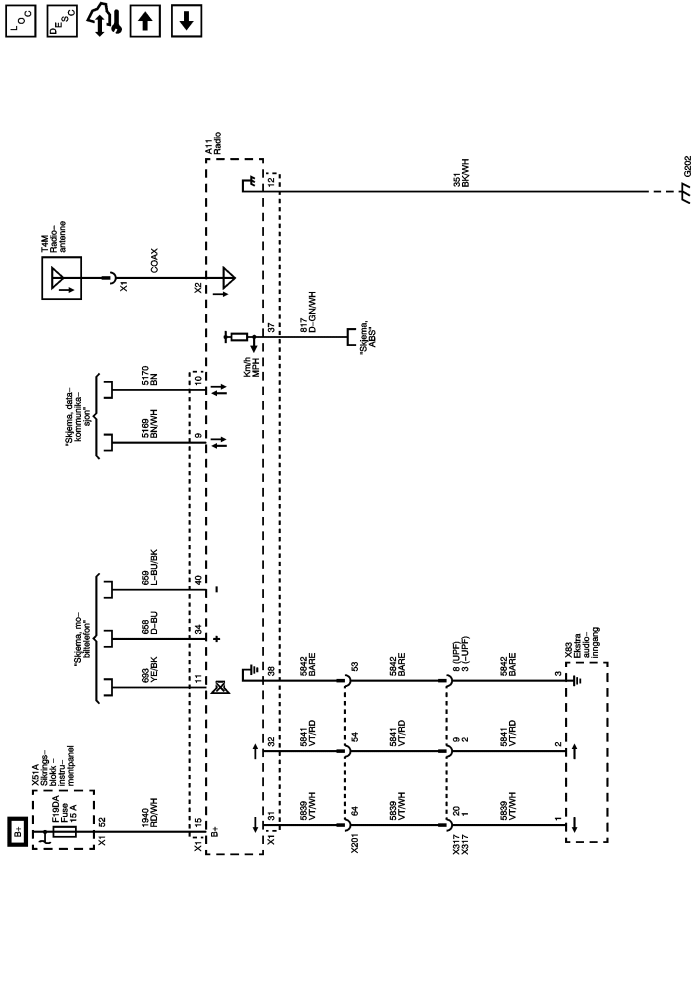 LOC
DESC
B+
X51A
Sikrings–
blokk –
instru–
mentpanel
F19DA
Fuse
15 A
X1
52
1940
RD/WH
X1
15
B+
"Skjema, mo–
biltelefon"
693
YE/BK
11
658
D–BU
34
+
659
L–BU/BK
40
–
"Skjema, data–
kommunika–
sjon"
5169
BN/WH
9
5170
BN
10
T4M
Radio–
antenne
X1
COAX
X2
A11
Radio
Km/h
MPH
X1
31
32
38
37
12
5839
VT/WH
5841
VT/RD
5842
BARE
817
D–GN/WH
"Skjema,
ABS"
X201
64
54
53
5839
VT/WH
5841
VT/RD
5842
BARE
351
BK/WH
X317
20
9
8 (UPF)
X317
1
2
3 (–UPF)
5839
VT/WH
5841
VT/RD
5842
BARE
1
2
3
X83
Ekstra
audio–
inngang
G202